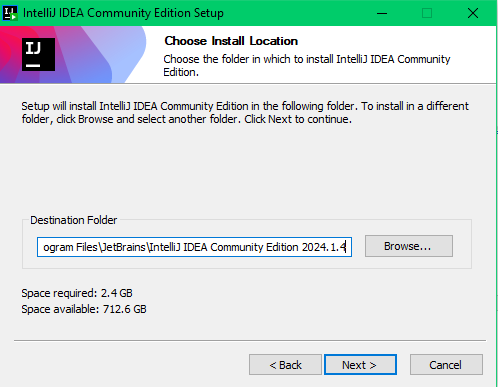 IntelliJ IDEA Community Edition Setup
IJ
Choose Install Location
Choose the folder in which to install IntelliJ IDEA Community
Edition.
Setup will install IntelliJ IDEA Community Edition in the following folder. To install in a different
folder, click Browse and select another folder. Click Next to continue.
Destination Folder
ogram Files\JetBrains\IntelliJ IDEA Community Edition 2024.1.4
Browse...
Space required: 2.4 GB
Space available: 712.6 GB
< Back
Next >
Cancel